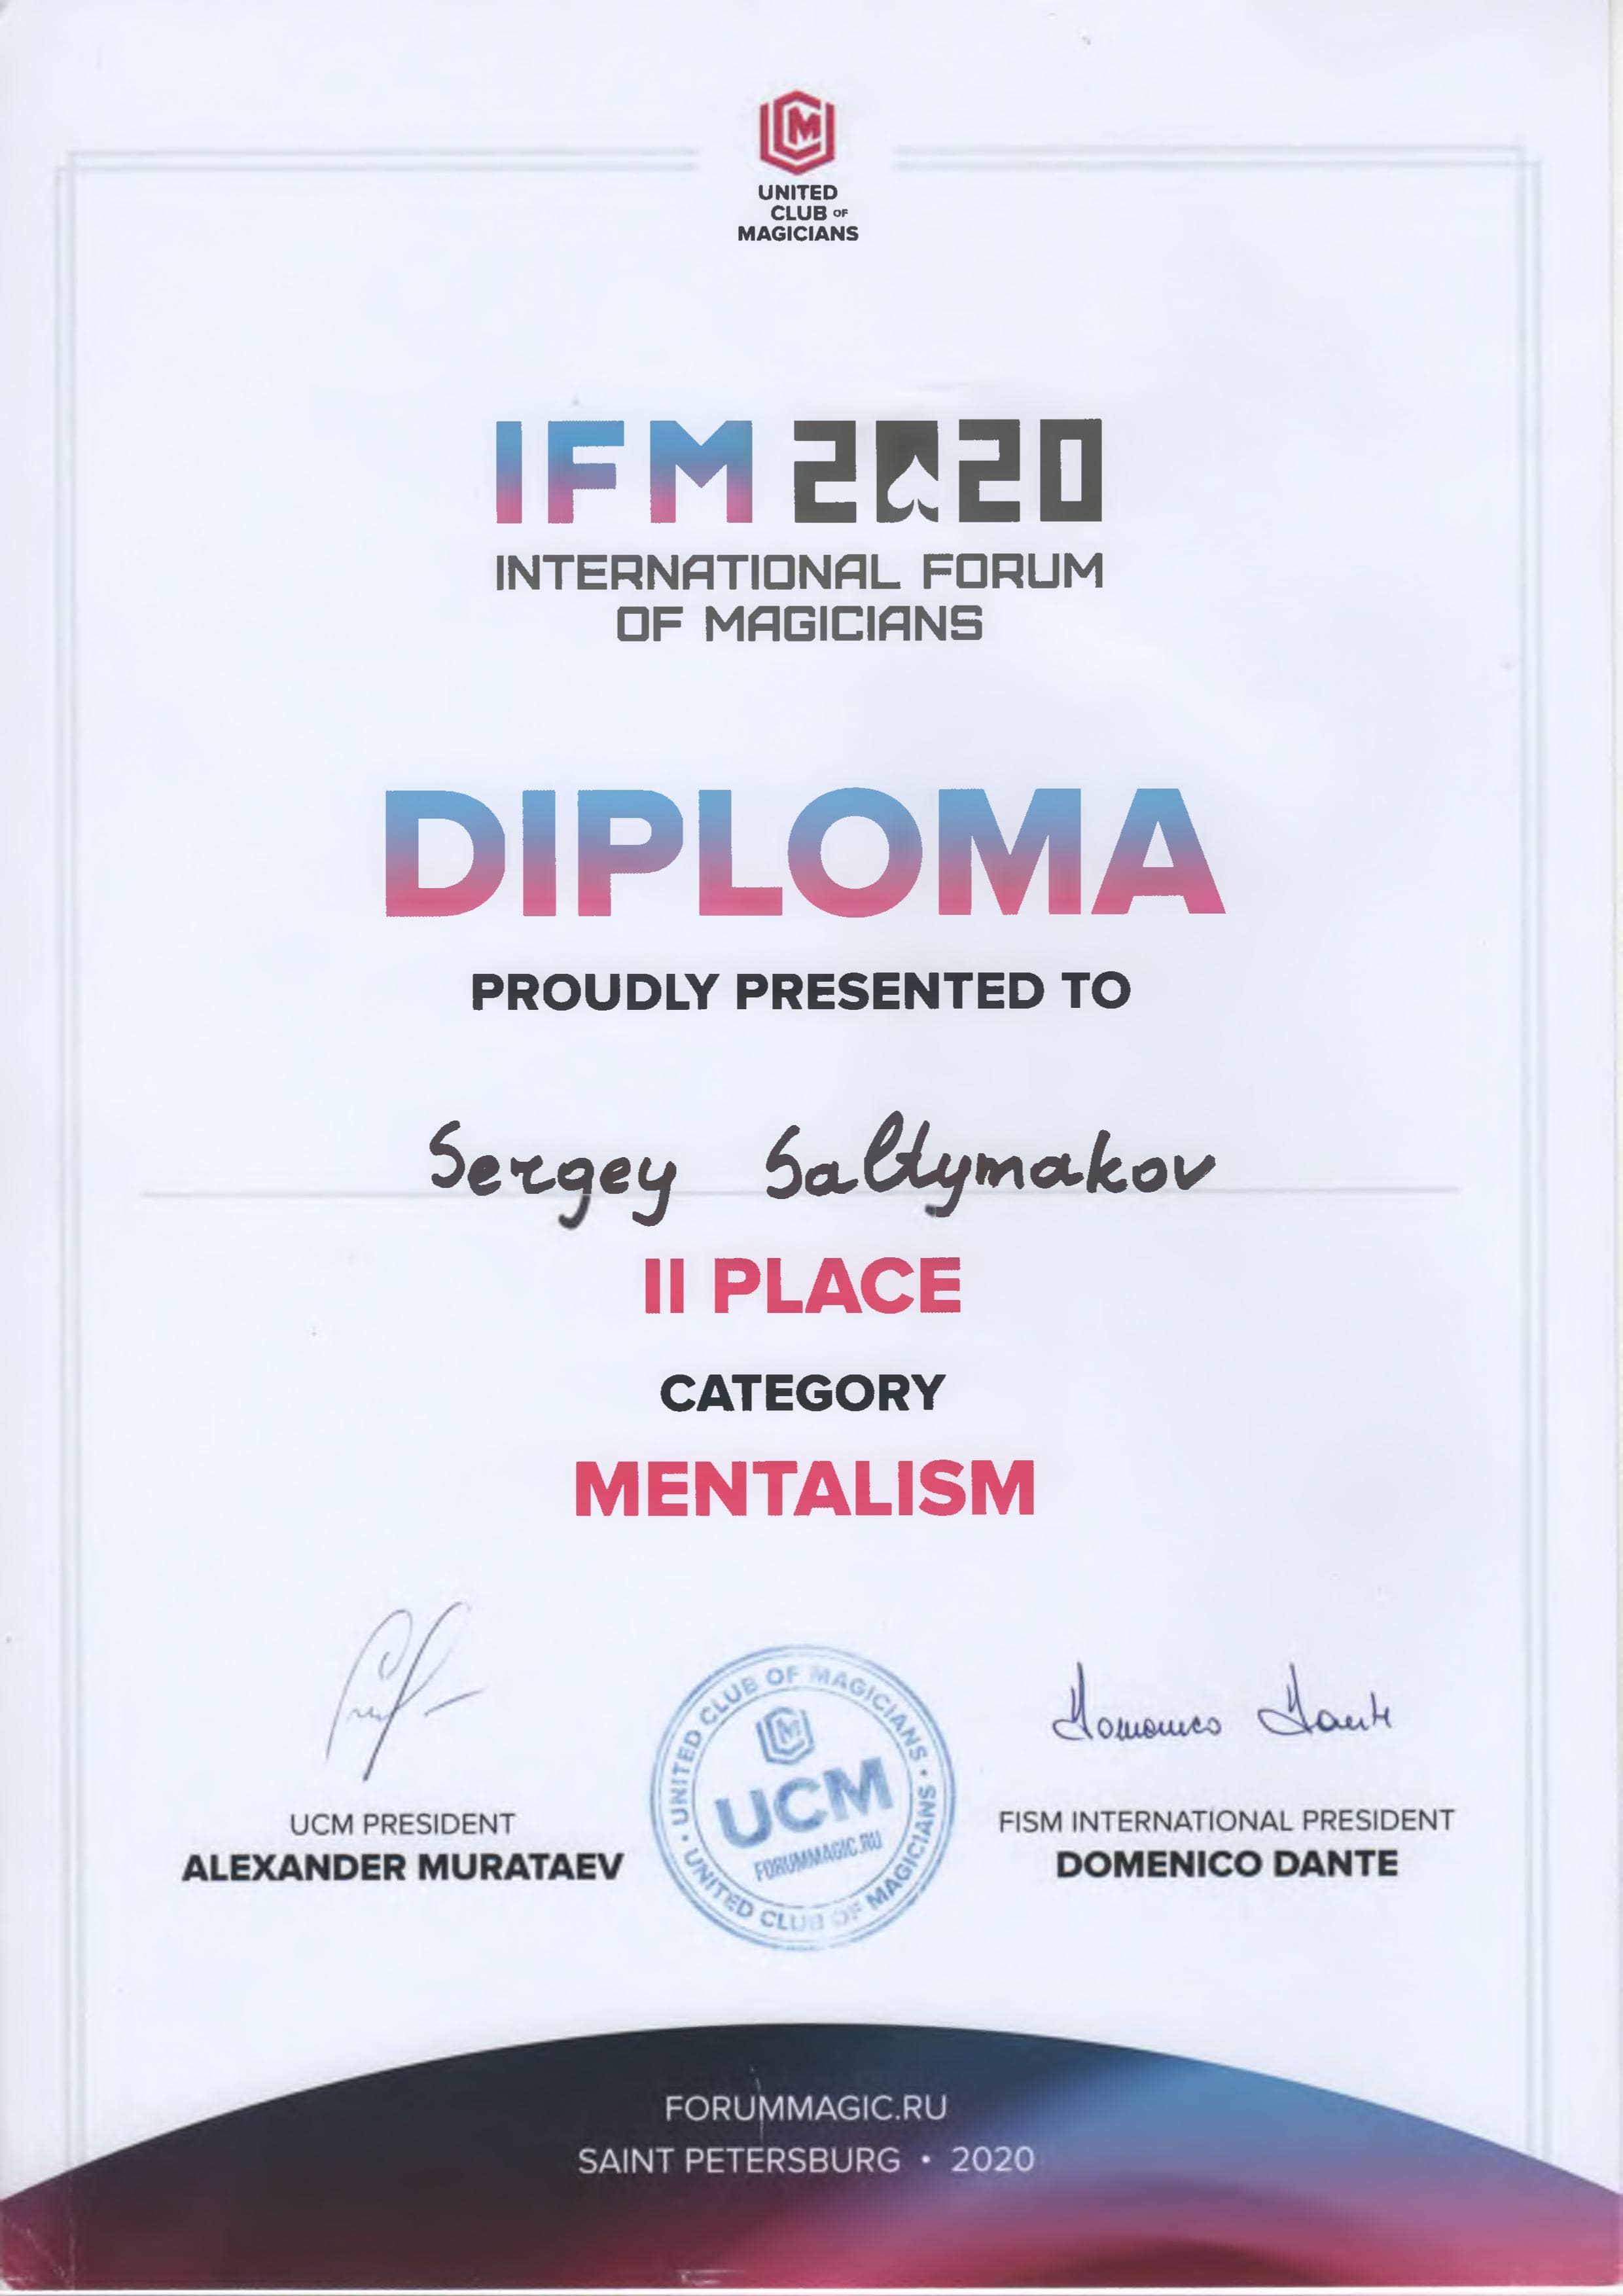 UNITED
CLUB OF
MAGICIANS
IFM 2020
INTERNATIONAL FORUM
OF MAGICIANS
DIPLOMA
PROUDLY PRESENTED TO
Sergey Saltymakov
II PLACE
CATEGORY
MENTALISM
Domenico Dante
UCM PRESIDENT
ALEXANDER MURATAEV
UNITED CLUB OF MAGICIANS • UNITED CLUB OF MAGICIANS •
UCM
FORUMMAGIC.RU
FISM INTERNATIONAL PRESIDENT
DOMENICO DANTE
FORUMMAGIC.RU
SAINT PETERSBURG • 2020